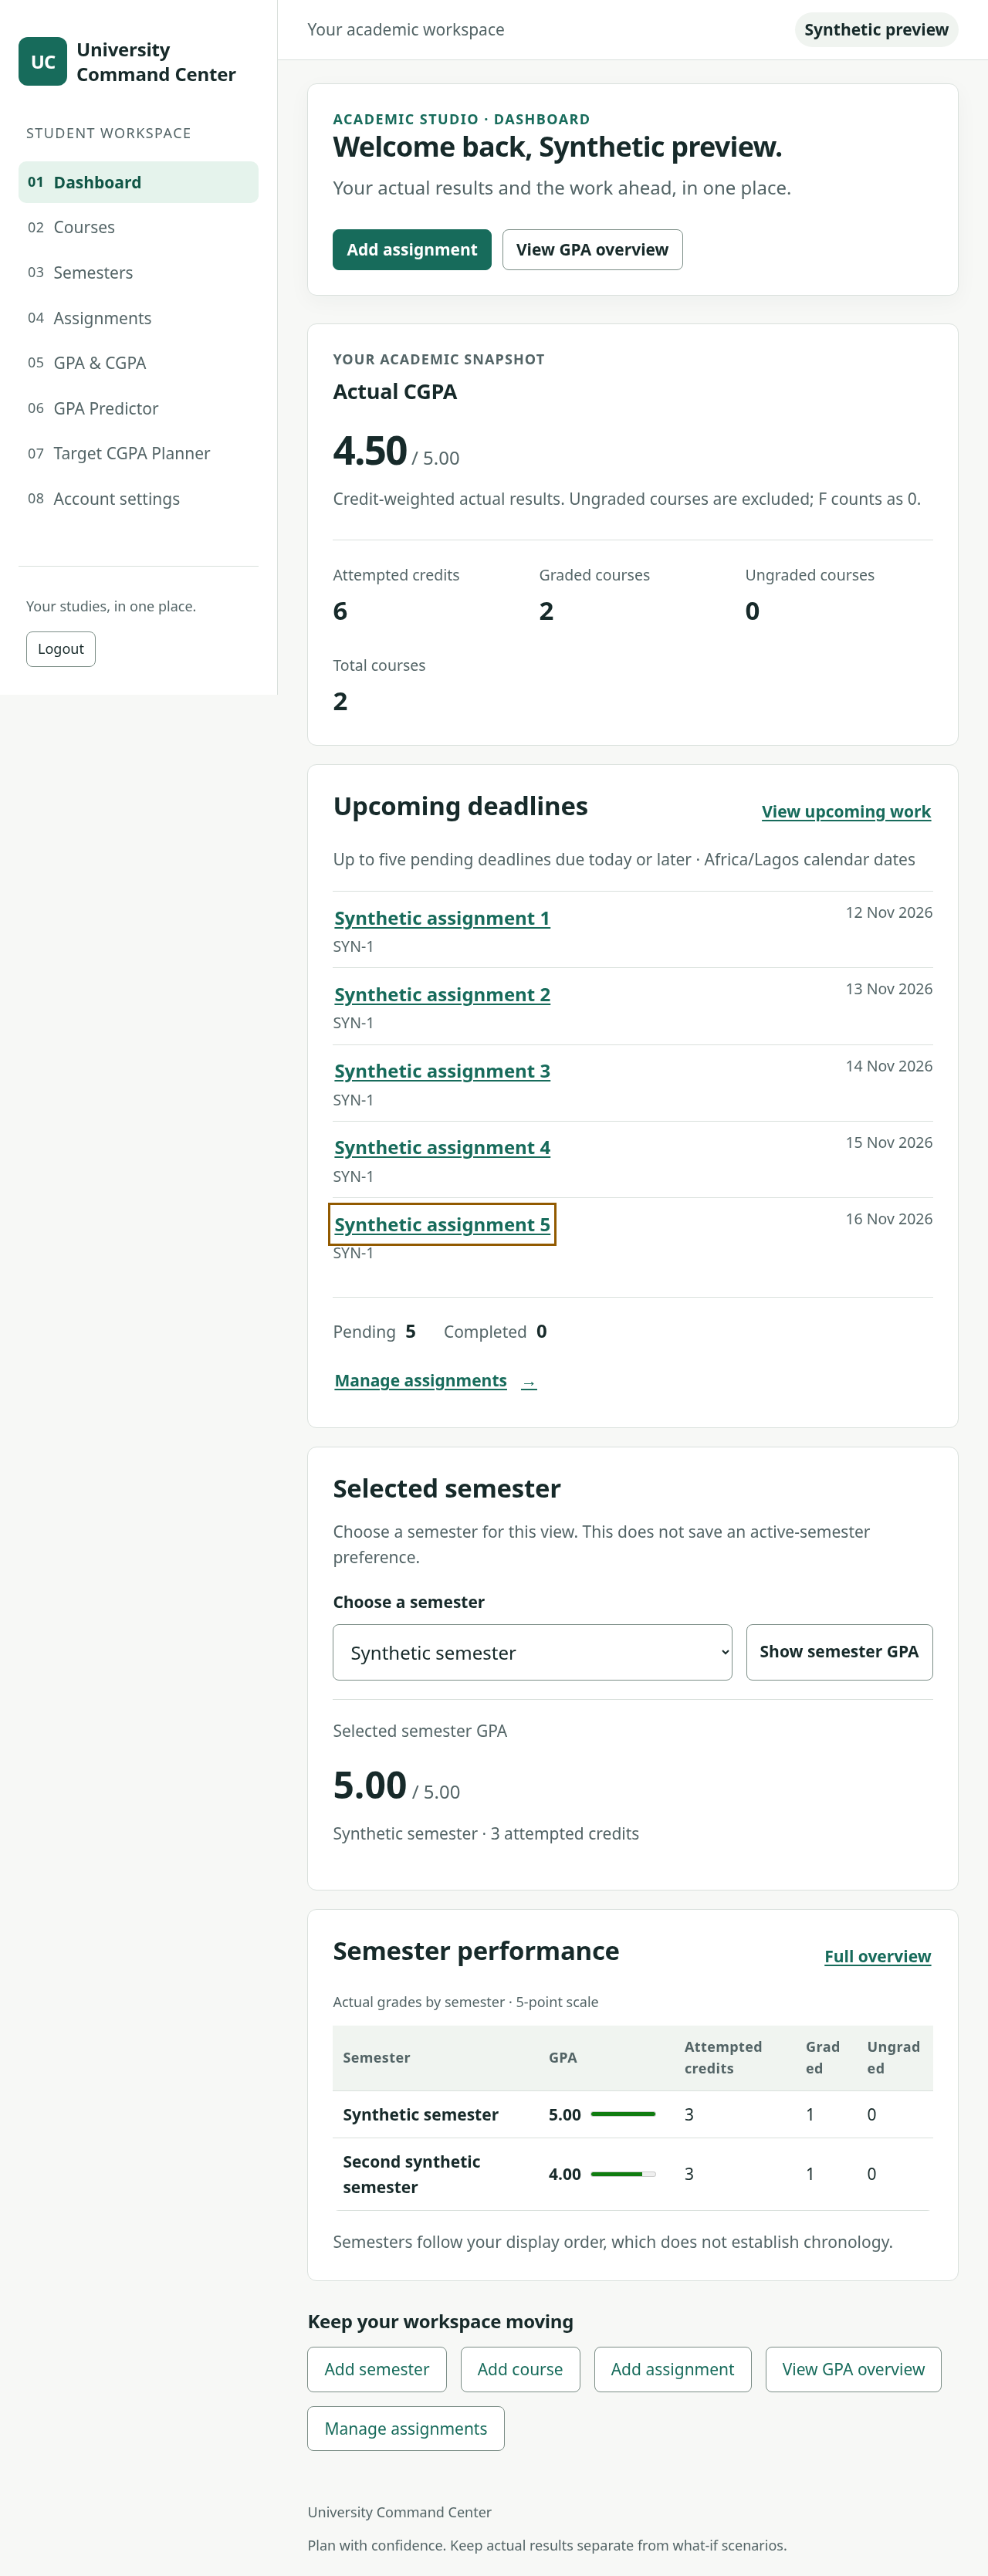 UC
University
Command Center
STUDENT WORKSPACE
01 Dashboard
02 Courses
03 Semesters
04 Assignments
05 GPA & CGPA
06 GPA Predictor
07 Target CGPA Planner
08 Account settings
Your studies, in one place.
Logout
Your academic workspace
Synthetic preview
ACADEMIC STUDIO · DASHBOARD
Welcome back, Synthetic preview.
Your actual results and the work ahead, in one place.
Add assignment
View GPA overview
YOUR ACADEMIC SNAPSHOT
Actual CGPA
4.50 / 5.00
Credit-weighted actual results. Ungraded courses are excluded; F counts as 0.
Attempted credits
6
Graded courses
2
Ungraded courses
0
Total courses
2
Upcoming deadlines
View upcoming work
Up to five pending deadlines due today or later · Africa/Lagos calendar dates
Synthetic assignment 1
12 Nov 2026
SYN-1
Synthetic assignment 2
13 Nov 2026
SYN-1
Synthetic assignment 3
14 Nov 2026
SYN-1
Synthetic assignment 4
15 Nov 2026
SYN-1
Synthetic assignment 5
16 Nov 2026
SYN-1
Pending 5 Completed 0
Manage assignments →
Selected semester
Choose a semester for this view. This does not save an active-semester
preference.
Choose a semester
Synthetic semester
Show semester GPA
Selected semester GPA
5.00 / 5.00
Synthetic semester · 3 attempted credits
Semester performance
Full overview
Actual grades by semester · 5-point scale
Semester
GPA
Attempted
credits
Grad
ed
Ungrad
ed
Synthetic semester 5.00 3 1 0
Second synthetic
semester
4.00 3 1 0
Semesters follow your display order, which does not establish chronology.
Keep your workspace moving
Add semester
Add course
Add assignment
View GPA overview
Manage assignments
University Command Center
Plan with confidence. Keep actual results separate from what-if scenarios.